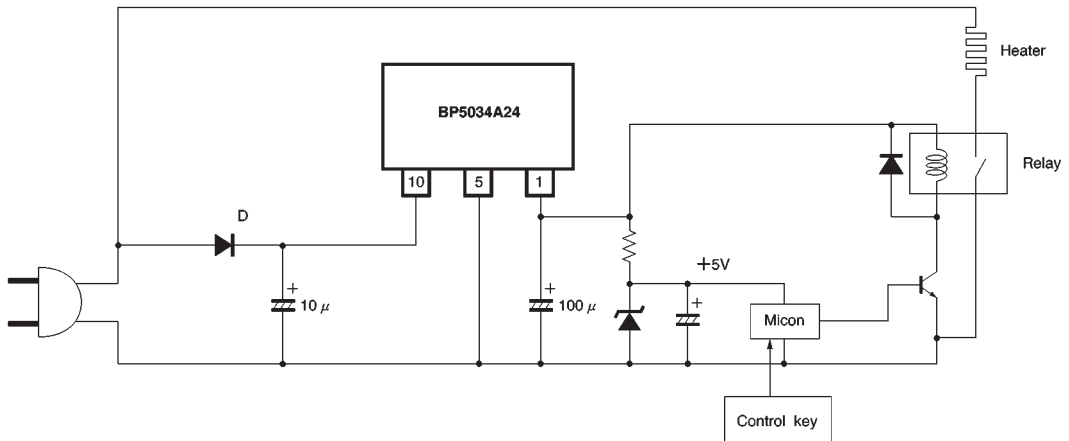 Heater
BP5034A24
Relay
10
5
1
D
+5V
+
10 μ
+
100 μ
+
Micon
Control key